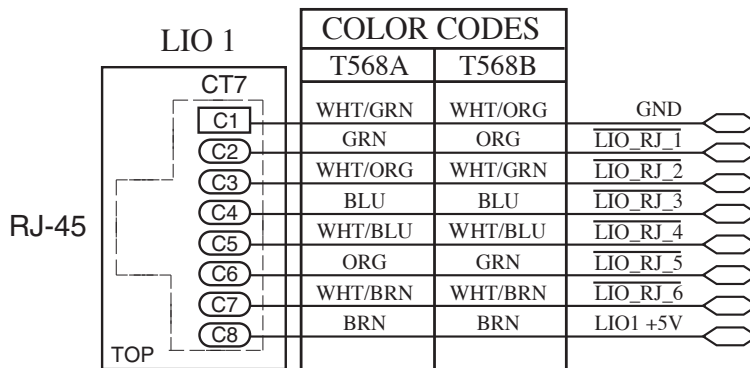 LIO 1
COLOR CODES
T568A T568B
CT7
C1 WHT/GRN WHT/ORG GND
C2 GRN ORG LIO_RJ_1
C3 WHT/ORG WHT/GRN LIO_RJ_2
C4 BLU BLU LIO_RJ_3
RJ-45
C5 WHT/BLU WHT/BLU LIO_RJ_4
C6 ORG GRN LIO_RJ_5
C7 WHT/BRN WHT/BRN LIO_RJ_6
C8 BRN BRN LIO1 +5V
TOP